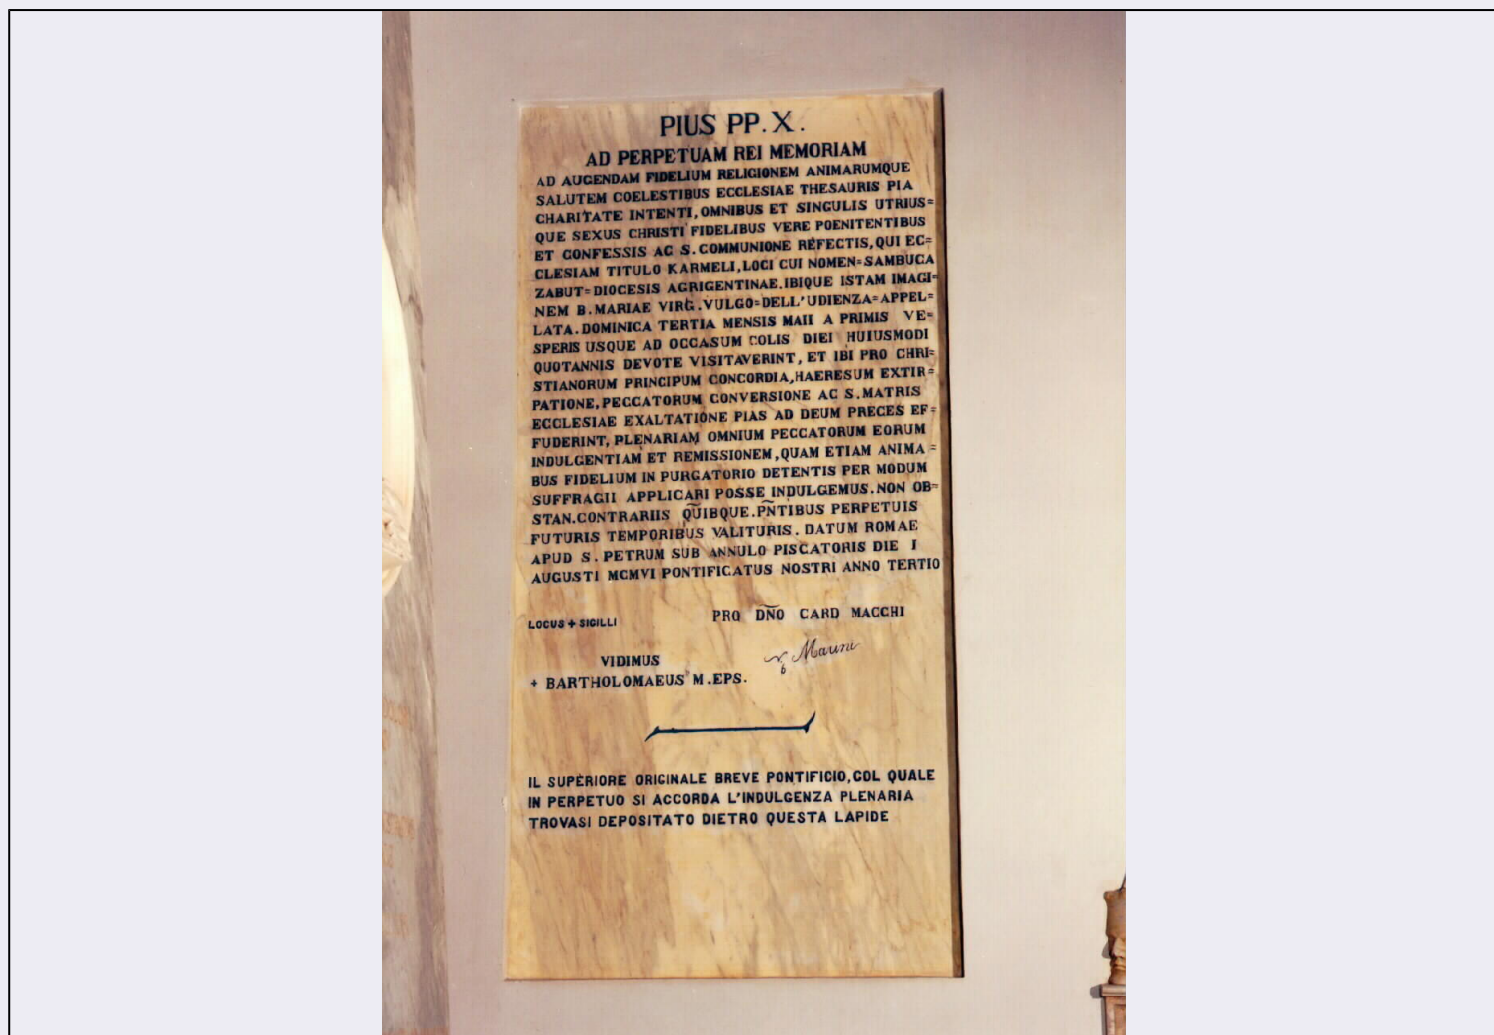 PIUS PP. X.
AD PERPETUAM REI MEMORIAM
AD AUGENDAM FIDELIUM RELIGIONEM ANIMARUMQUE
SALUTEM COELESTIBUS ECCLESIAE THESAURIS PIA
CHARITATE INTENTI, OMNIBUS ET SINGULIS UTRIUS=
QUE SEXUS CHRISTI FIDELIBUS VERE POENITENTIBUS
ET CONFESSIS AC S. COMMUNIONE REFECTIS, QUI EC=
CLESIAM TITULO KARMELI, LOCI CUI NOMEN=SAMBUCA
ZABUT=DIOCESIS AGRIGENTINAE. IBIQUE ISTAM IMAGI=
NEM B. MARIAE VIRG. VULGO=DELL'UDIENZA=APPEL=
LATA. DOMINICA TERTIA MENSIS MAII A PRIMIS VE=
SPERIS USQUE AD OCCASUM COLIS DIEI HUIUSMODI
QUOTANNIS DEVOTE VISITAVERINT, ET IBI PRO CHRI=
STIANORUM PRINCIPUM CONCORDIA, HAERESUM EXTIR=
PATIONE, PECCATORUM CONVERSIONE AC S. MATRIS
ECCLESIAE EXALTATIONE PIAS AD DEUM PRECES EF=
FUDERINT, PLENARIAM OMNIUM PECCATORUM EORUM
INDULGENTIAM ET REMISSIONEM, QUAM ETIAM ANIMA=
BUS FIDELIUM IN PURGATORIO DETENTIS PER MODUM
SUFFRAGII APPLICARI POSSE INDULGEMUS. NON OB=
STAN. CONTRARIIS QŨIBQUE. PÑTIBUS PERPETUIS
FUTURIS TEMPORIBUS VALITURIS. DATUM ROMAE
APUD S. PETRUM SUB ANNULO PISCATORIS DIE I
AUGUSTI MCMVI PONTIFICATUS NOSTRI ANNO TERTIO
PRO DÑO CARD MACCHI
LOCUS + SIGILLI
Marini
VIDIMUS
+ BARTHOLOMAEUS M. EPS.
IL SUPERIORE ORIGINALE BREVE PONTIFICIO, COL QUALE
IN PERPETUO SI ACCORDA L'INDULGENZA PLENARIA
TROVASI DEPOSITATO DIETRO QUESTA LAPIDE